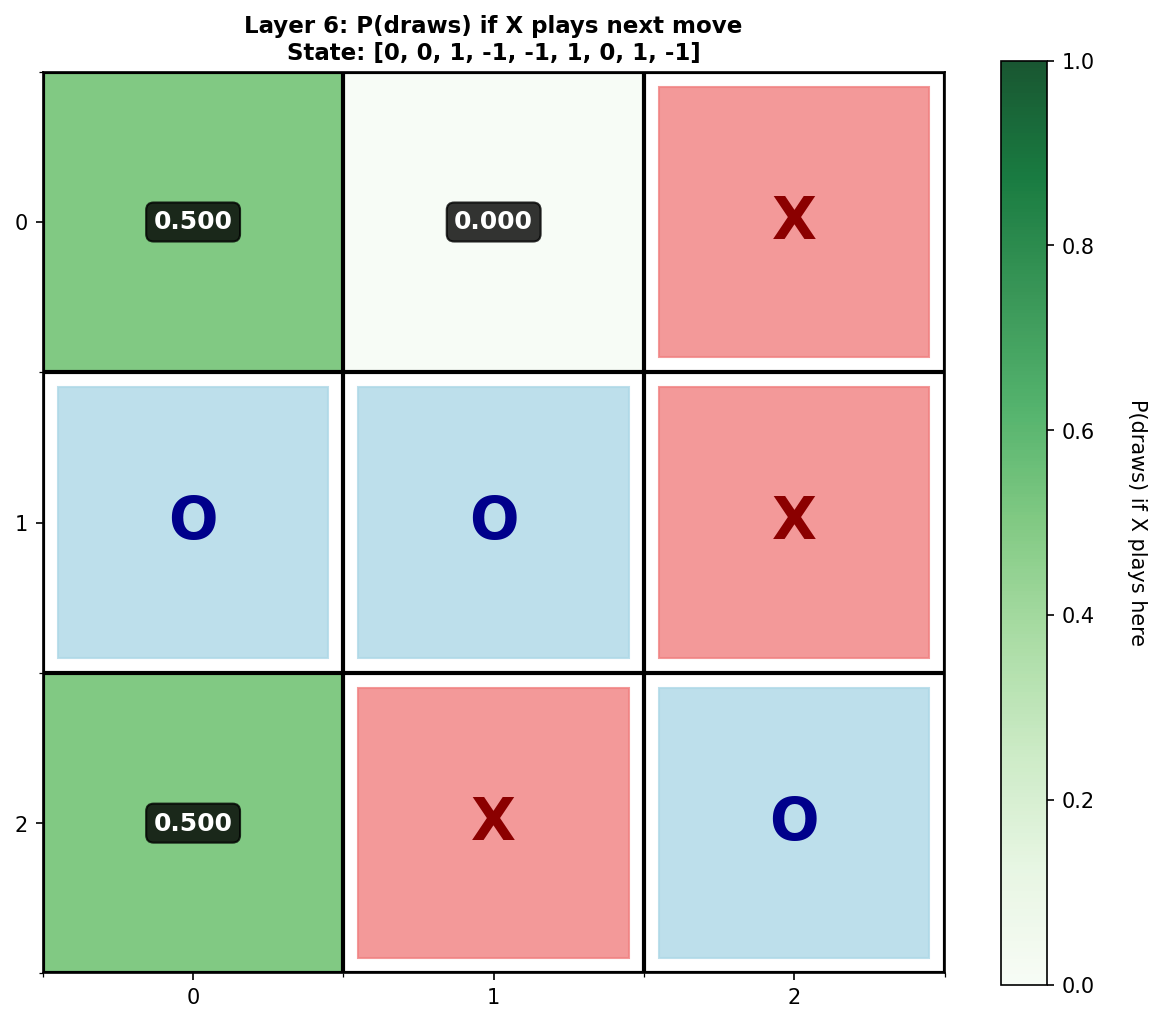 Layer 6: P(draws) if X plays next move
State: [0, 0, 1, -1, -1, 1, 0, 1, -1]
0 0.500 0.000 X
1 O O X
2 0.500 X O
0 1 2
1.0
0.8
0.6
0.4
0.2
0.0
P(draws) if X plays here